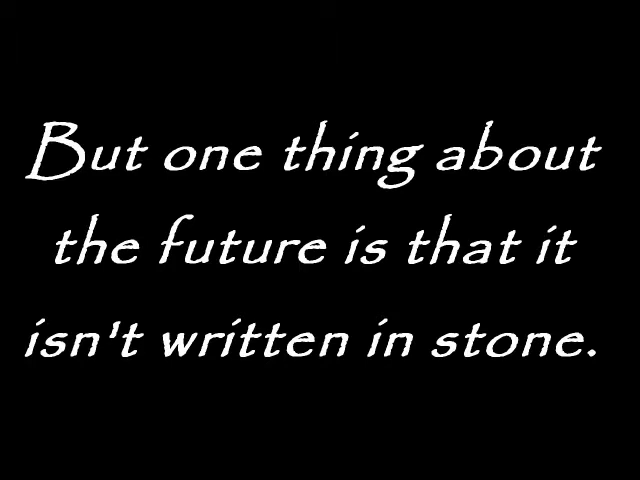 But one thing about
the future is that it
isn't written in stone.